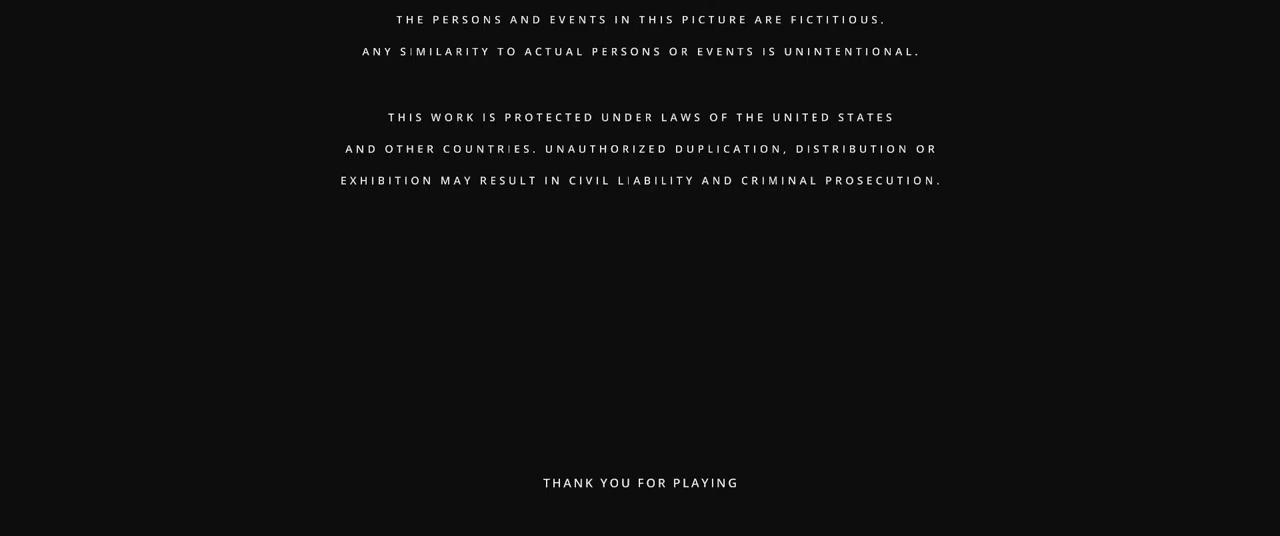 THE PERSONS AND EVENTS IN THIS PICTURE ARE FICTITIOUS.
ANY SIMILARITY TO ACTUAL PERSONS OR EVENTS IS UNINTENTIONAL.
THIS WORK IS PROTECTED UNDER LAWS OF THE UNITED STATES
AND OTHER COUNTRIES. UNAUTHORIZED DUPLICATION, DISTRIBUTION OR
EXHIBITION MAY RESULT IN CIVIL LIABILITY AND CRIMINAL PROSECUTION.
THANK YOU FOR PLAYING